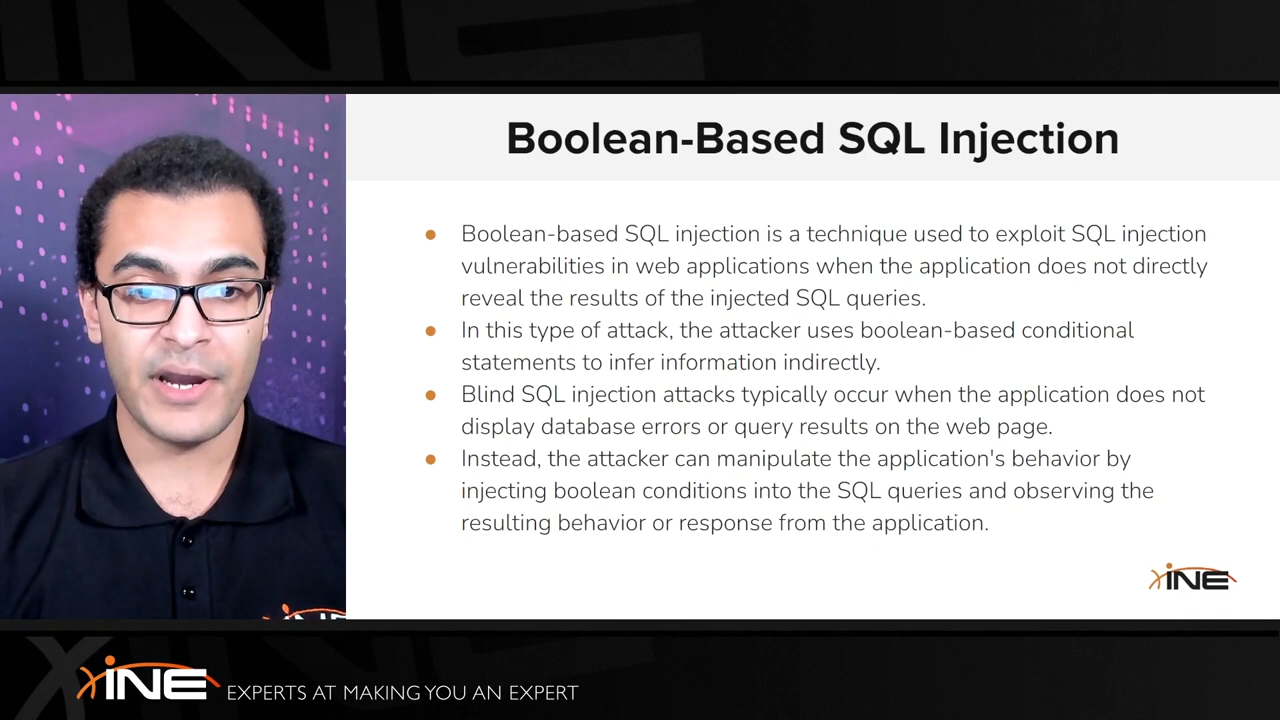 Boolean-Based SQL Injection
● Boolean-based SQL injection is a technique used to exploit SQL injection
vulnerabilities in web applications when the application does not directly
reveal the results of the injected SQL queries.
● In this type of attack, the attacker uses boolean-based conditional
statements to infer information indirectly.
● Blind SQL injection attacks typically occur when the application does not
display database errors or query results on the web page.
● Instead, the attacker can manipulate the application's behavior by
injecting boolean conditions into the SQL queries and observing the
resulting behavior or response from the application.
INE
INE
INE EXPERTS AT MAKING YOU AN EXPERT